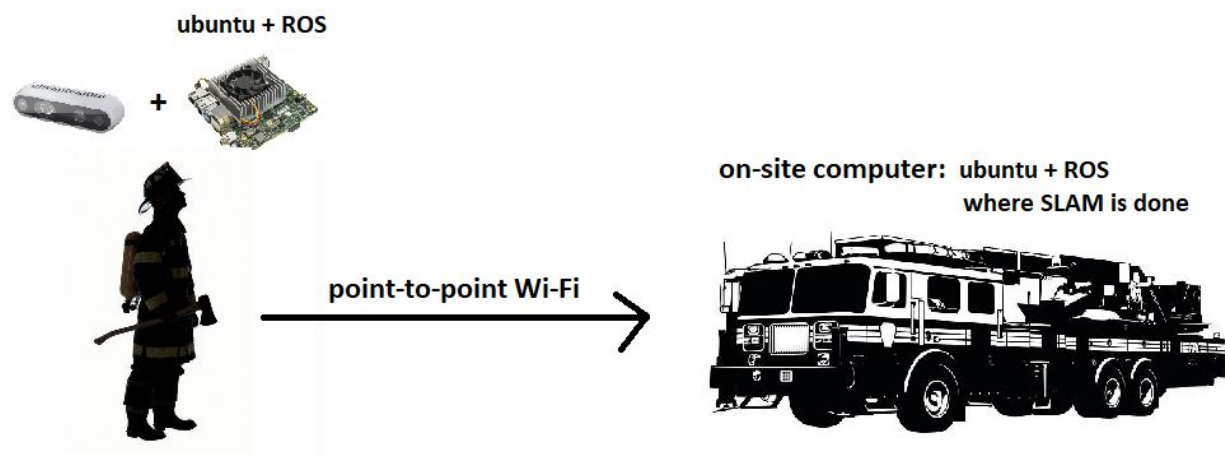 ubuntu + ROS
+
on-site computer: ubuntu + ROS
where SLAM is done
point-to-point Wi-Fi